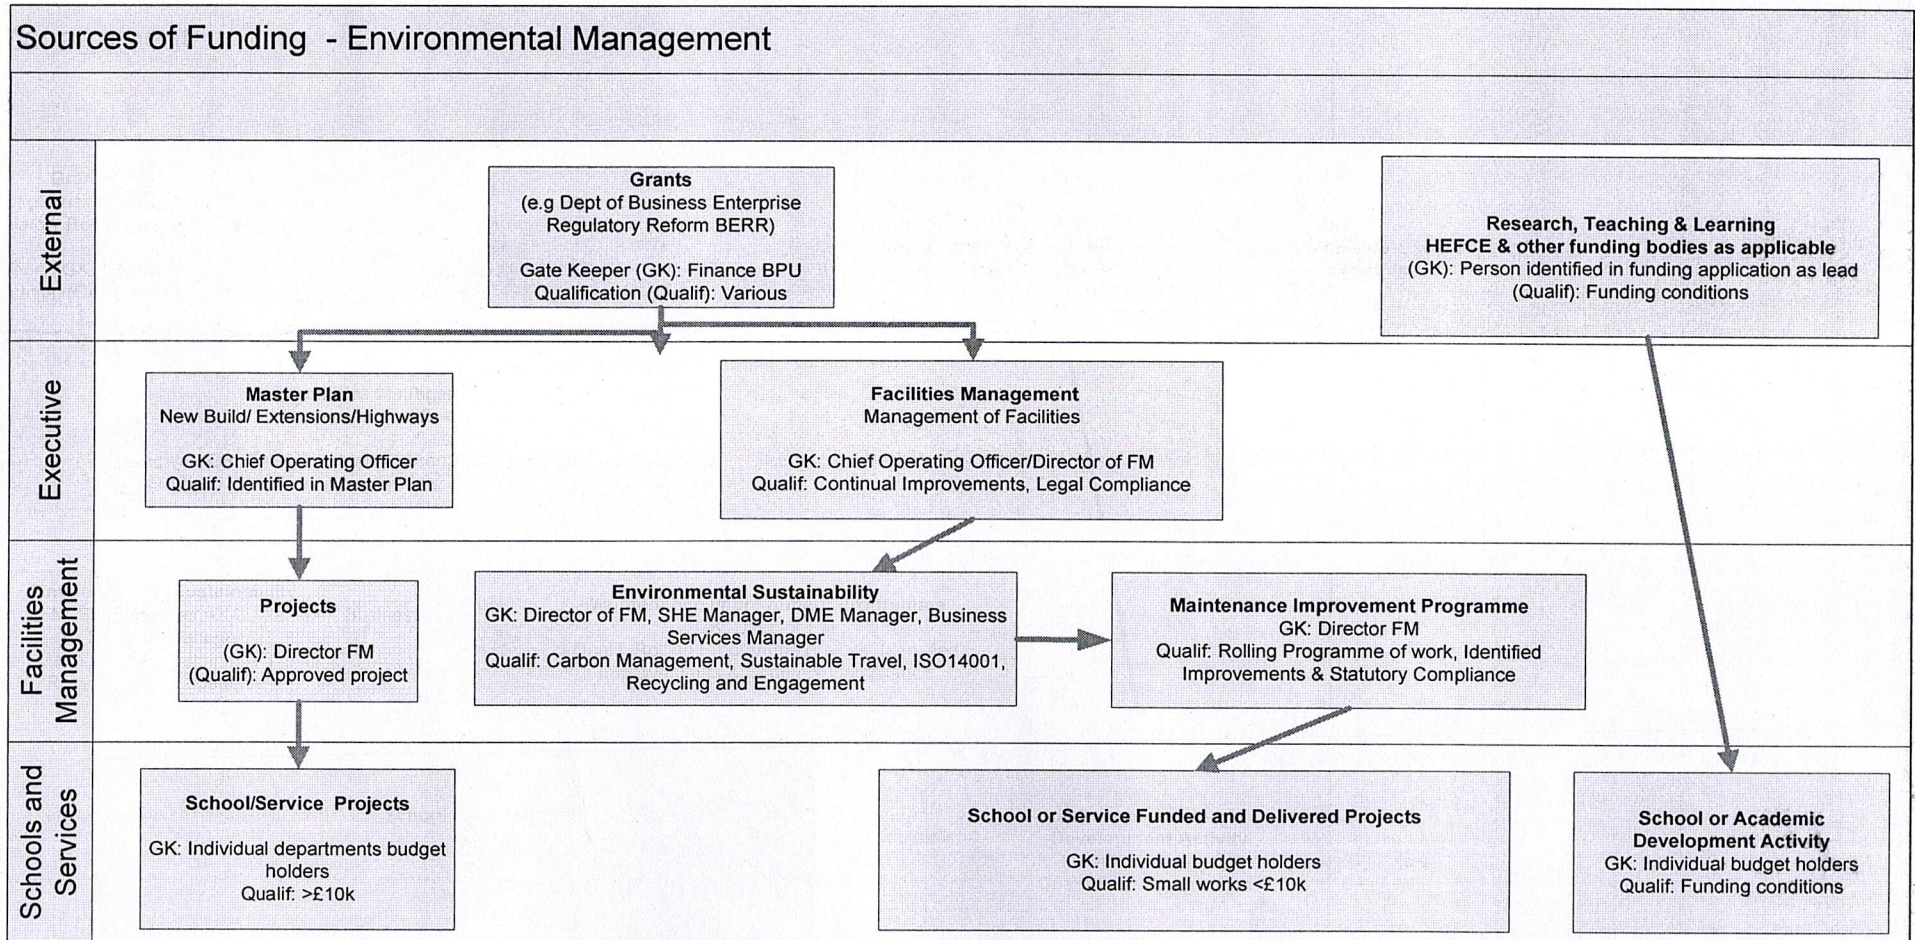 Sources of Funding - Environmental Management
External
Grants
(e.g Dept of Business Enterprise
Regulatory Reform BERR)
Gate Keeper (GK): Finance BPU
Qualification (Qualif): Various
Research, Teaching & Learning
HEFCE & other funding bodies as applicable
(GK): Person identified in funding application as lead
(Qualif): Funding conditions
Executive
Master Plan
New Build/ Extensions/Highways
GK: Chief Operating Officer
Qualif: Identified in Master Plan
Facilities Management
Management of Facilities
GK: Chief Operating Officer/Director of FM
Qualif: Continual Improvements, Legal Compliance
Facilities
Management
Projects
(GK): Director FM
(Qualif): Approved project
Environmental Sustainability
GK: Director of FM, SHE Manager, DME Manager, Business
Services Manager
Qualif: Carbon Management, Sustainable Travel, ISO14001,
Recycling and Engagement
Maintenance Improvement Programme
GK: Director FM
Qualif: Rolling Programme of work, Identified
Improvements & Statutory Compliance
Schools and
Services
School/Service Projects
GK: Individual departments budget
holders
Qualif: >£10k
School or Service Funded and Delivered Projects
GK: Individual budget holders
Qualif: Small works <£10k
School or Academic
Development Activity
GK: Individual budget holders
Qualif: Funding conditions